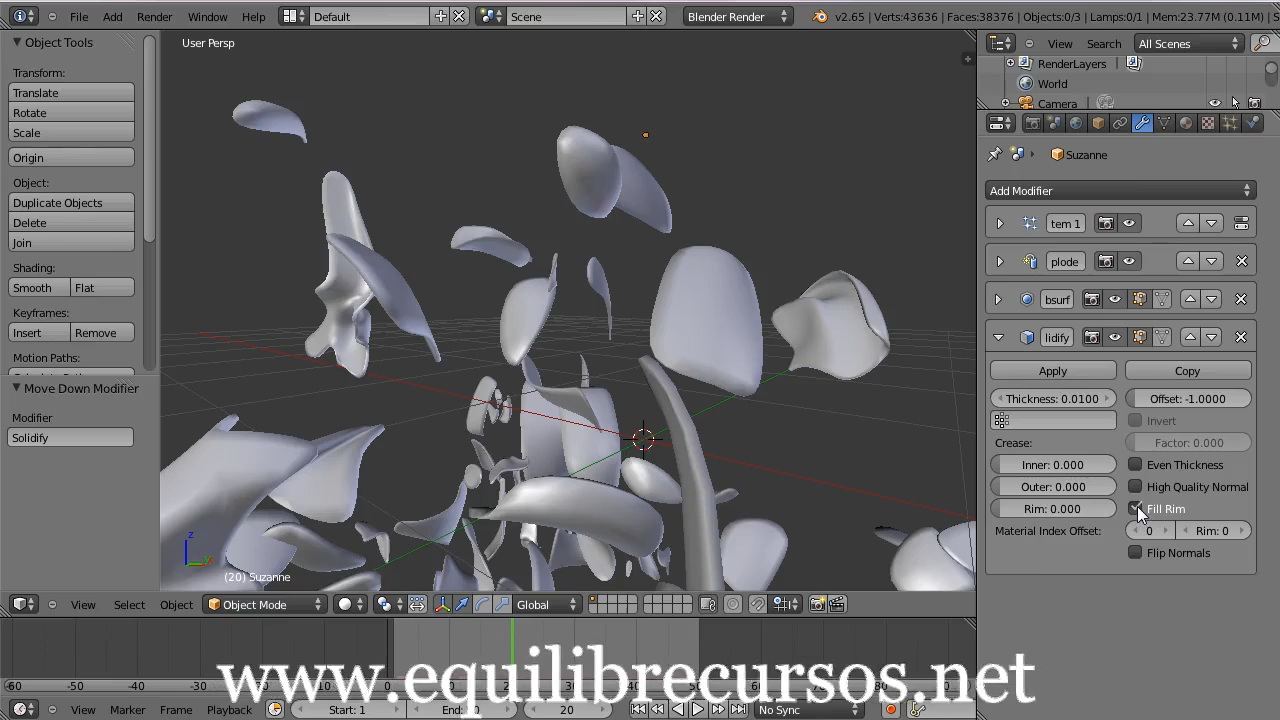 File Add Render Window Help Default Scene Blender Render v2.65 | Verts:43636 | Faces:38376 | Objects:0/3 | Lamps:0/1 | Mem:23.77M (0.11M) |
Object Tools
User Persp
View Search All Scenes
RenderLayers
World
Camera
Transform:
Translate
Rotate
Scale
Origin
Object:
Duplicate Objects
Delete
Join
Shading:
Smooth Flat
Keyframes:
Insert Remove
Motion Paths:
Move Down Modifier
Modifier
Solidify
Suzanne
Add Modifier
tem 1
plode
bsurf
lidify
Apply Copy
Thickness: 0.0100 Offset: -1.0000
Invert
Crease: Factor: 0.000
Inner: 0.000 Even Thickness
Outer: 0.000 High Quality Normal
Rim: 0.000 Fill Rim
Material Index Offset: 0 Rim: 0
Flip Normals
z
y
(20) Suzanne
View Select Object Object Mode Global
www.equilibrecursos.net
-60 -50 -40 -30
View Marker Frame Playback Start: 1 20 No Sync